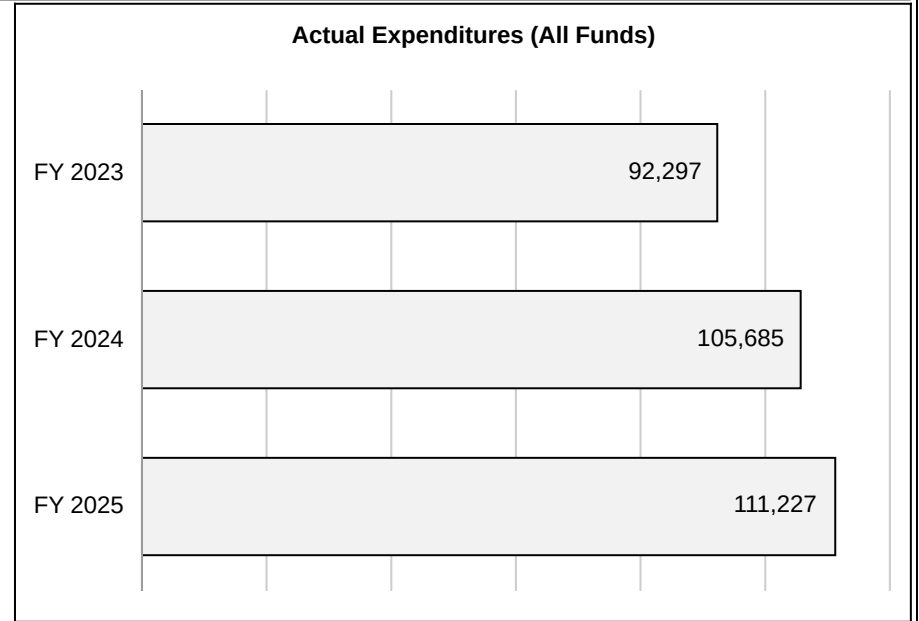 Actual Expenditures (All Funds)
FY 2023
92,297
FY 2024
105,685
FY 2025
111,227